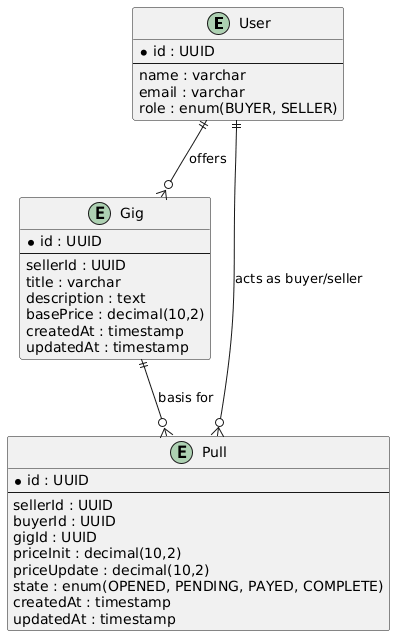 E User
* id : UUID
name : varchar
email : varchar
role : enum(BUYER, SELLER)
offers
E Gig
* id : UUID
sellerId : UUID
title : varchar
description : text
basePrice : decimal(10,2)
createdAt : timestamp
updatedAt : timestamp
acts as buyer/seller
basis for
E Pull
* id : UUID
sellerId : UUID
buyerId : UUID
gigId : UUID
priceInit : decimal(10,2)
priceUpdate : decimal(10,2)
state : enum(OPENED, PENDING, PAYED, COMPLETE)
createdAt : timestamp
updatedAt : timestamp